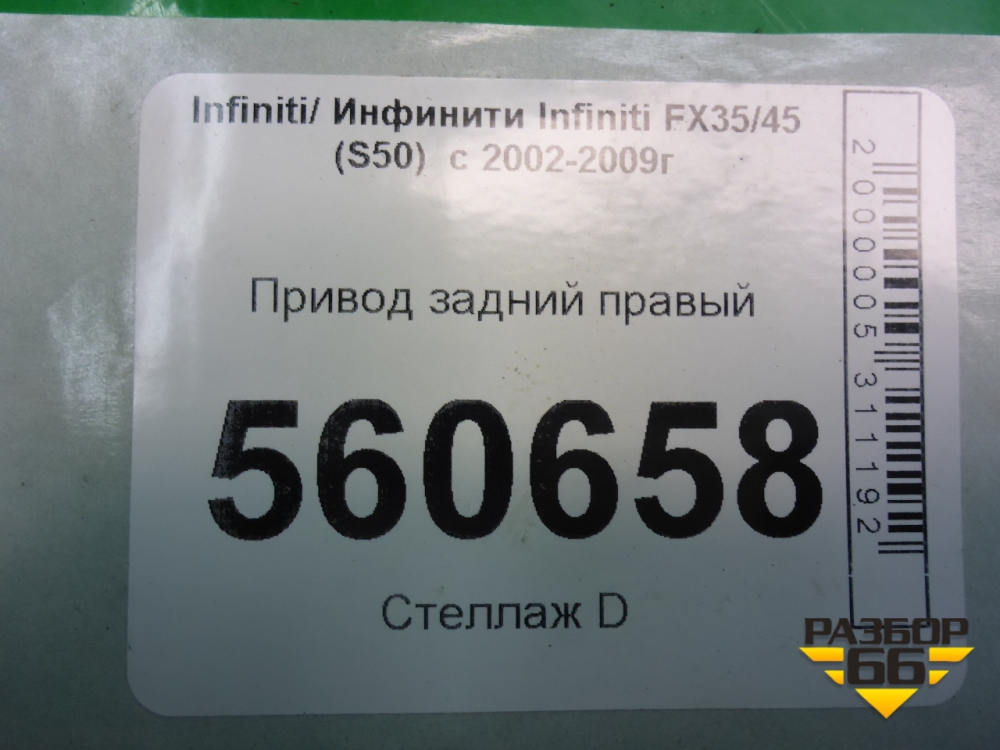 Infiniti/ Инфинити Infiniti FX35/45
(S50) с 2002-2009г
Привод задний правый
560658
Стеллаж D
2000005311192
РАЗБОР
66